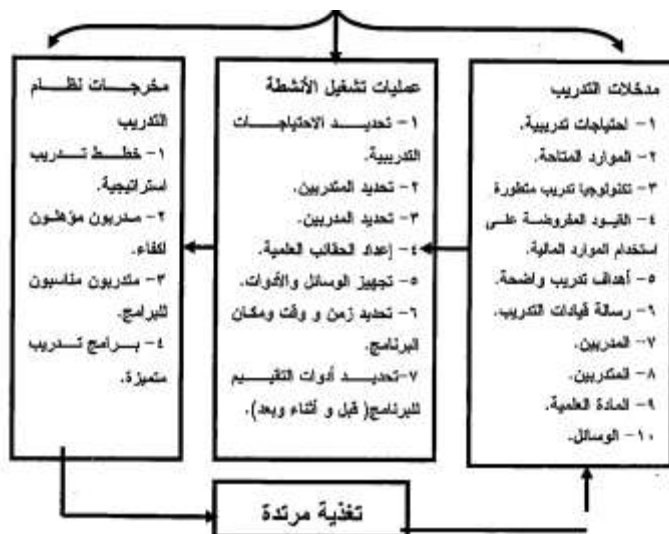 مدخلات التدريب
١- احتياجات تدريبية.
٢- الموارد المتاحة.
٣- تكنولوجيا تدريب متطورة
٤- القيود المفروضة على
استخدام الموارد المالية.
٥- أهداف تدريب واضحة.
٦- رسالة قيادات التدريب.
٧- المدربين.
٨- المتدربين.
٩- المادة العلمية.
١٠- الوسائل.
عمليات تشغيل الأنشطة
١- تحديد الاحتياجات
التدريبية.
٢- تحديد المتدربين.
٣- تحديد المدربين.
٤- إعداد الحقائب العلمية.
٥- تجهيز الوسائل والأدوات.
٦- تحديد زمن و وقت ومكان
البرنامج.
٧- تحديد أدوات التقييم
للبرنامج( قبل و أثناء وبعد).
مخرجات نظام
التدريب
١- خطط تدريب
استراتيجية.
٢- مدربون مؤهلون
اكفاء.
٣- متدربون مناسبون
للبرامج.
٤- برامج تدريب
متميزة.
تغذية مرتدة